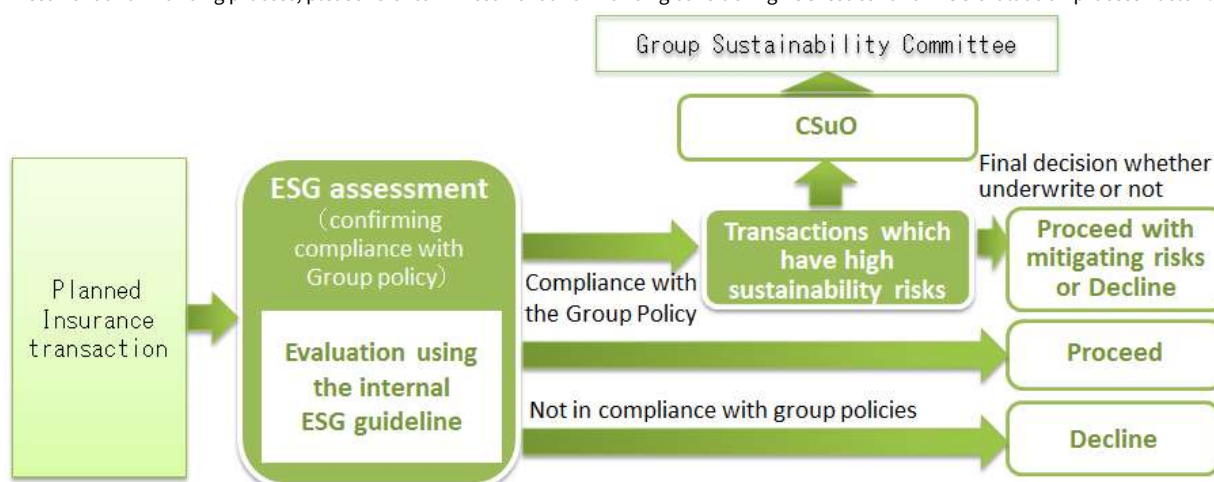 Group Sustainability Committee
CSuO
Final decision whether
underwrite or not
ESG assessment
（confirming
compliance with
Group policy）
Transactions which
have high
sustainability risks
Proceed with
mitigating risks
or Decline
Planned
Insurance
transaction
Compliance with
the Group Policy
Evaluation using
the internal
ESG guideline
Proceed
Not in compliance with group policies
Decline